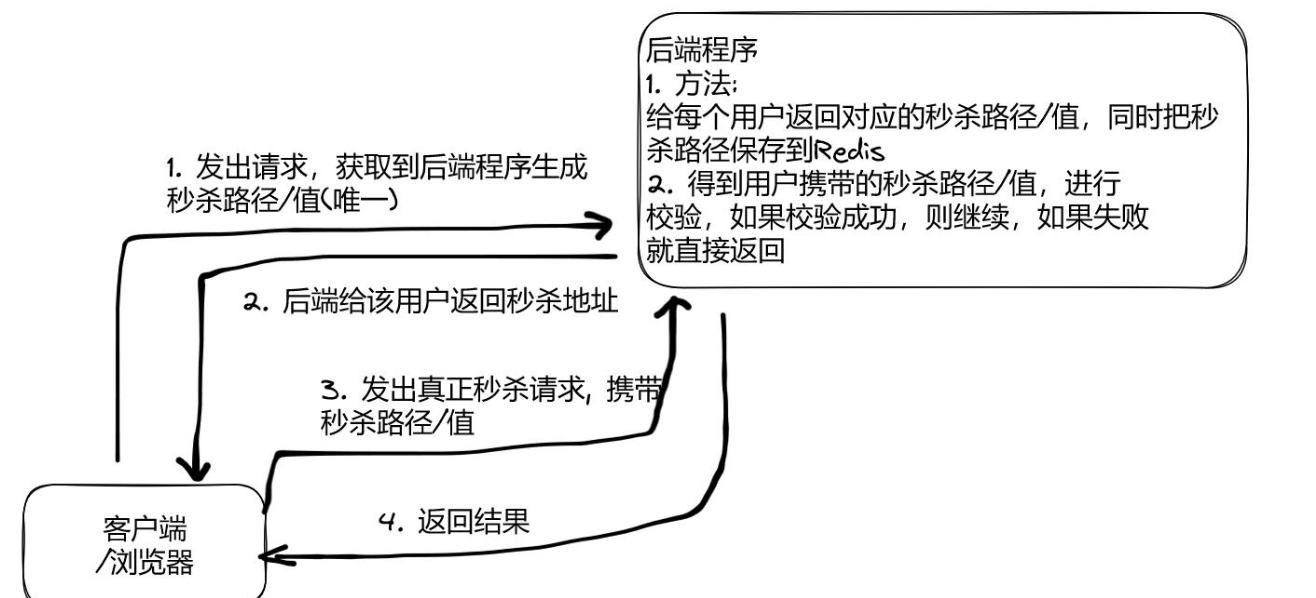 后端程序
1. 方法:
给每个用户返回对应的秒杀路径/值，同时把秒
杀路径保存到Redis
2. 得到用户携带的秒杀路径/值，进行
校验，如果校验成功，则继续，如果失败
就直接返回
1. 发出请求，获取到后端程序生成
秒杀路径/值(唯一)
2. 后端给该用户返回秒杀地址
3. 发出真正秒杀请求, 携带
秒杀路径/值
4. 返回结果
客户端
/浏览器